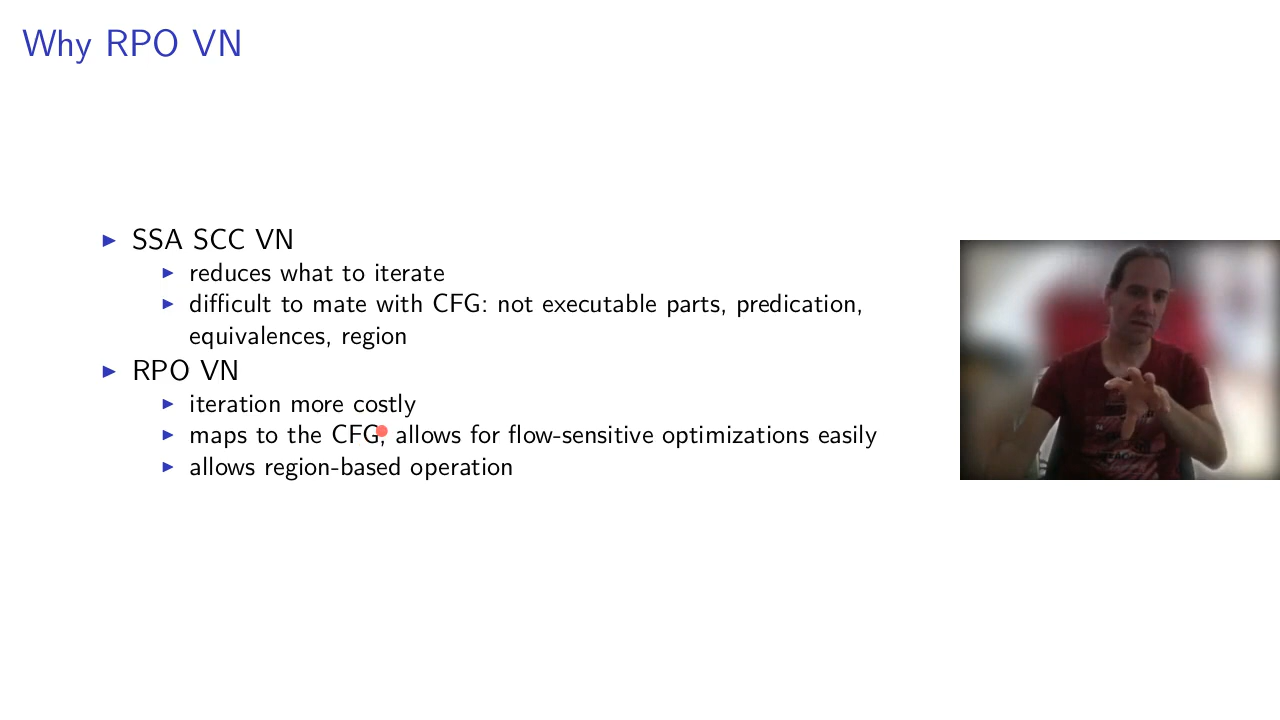 Why RPO VN
▶ SSA SCC VN
▶ reduces what to iterate
▶ difficult to mate with CFG: not executable parts, predication,
equivalences, region
▶ RPO VN
▶ iteration more costly
▶ maps to the CFG, allows for flow-sensitive optimizations easily
▶ allows region-based operation